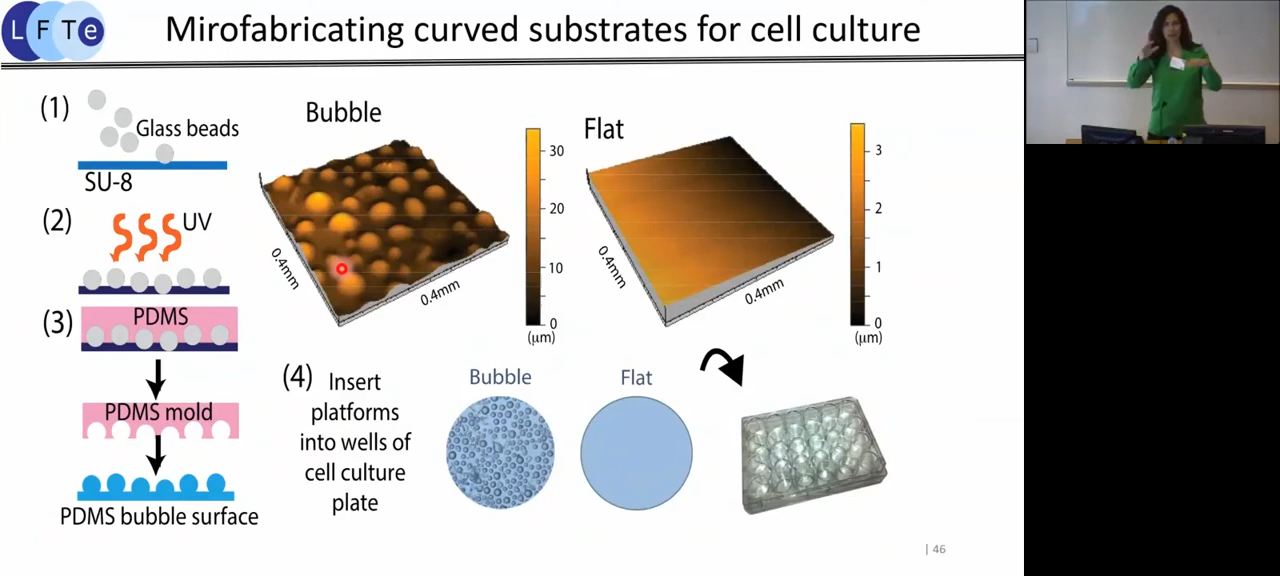 L F T e
Mirofabricating curved substrates for cell culture
(1)
Glass beads
SU-8
(2)
UV
(3)
PDMS
PDMS mold
PDMS bubble surface
Bubble
0.4mm
0.4mm
30
20
10
0
(μm)
Flat
0.4mm
0.4mm
3
2
1
0
(μm)
(4)
Insert
platforms
into wells of
cell culture
plate
Bubble
Flat
| 46